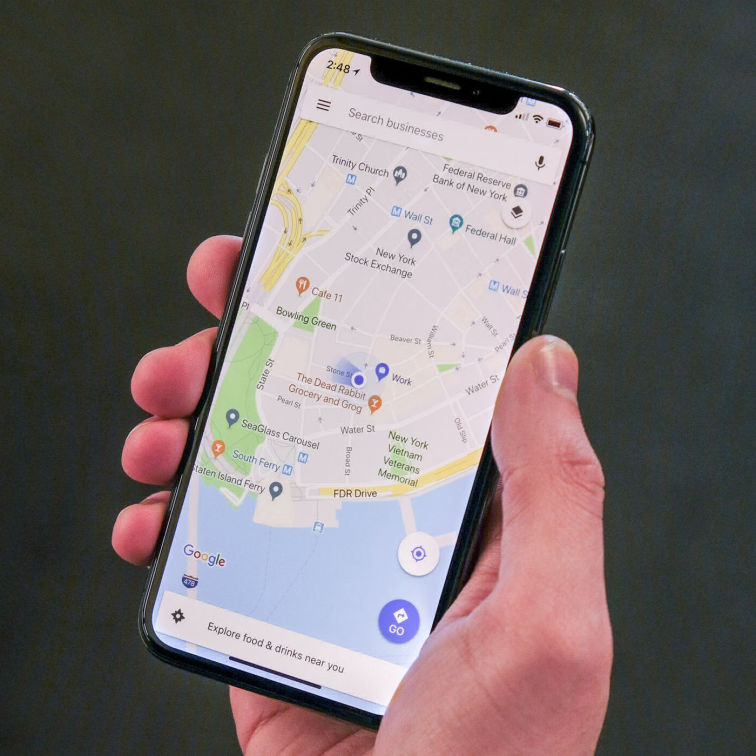 2:48
Search businesses
Trinity Church
Federal Reserve
Bank of New York
Trinity Pl
M Wall St
Federal Hall
New York
Stock Exchange
M Wall S
Cafe 11
Pl
Bowling Green
Wall St
Pearl St
Beaver St
William St
Stone St
Work
State St
The Dead Rabbit
Grocery and Grog
Water St
Pearl St
SeaGlass Carousel
Water St
Old Slip
New York
Vietnam
Veterans
Memorial
South Ferry M
M
Broad St
Staten Island Ferry
FDR Drive
Google
478
GO
Explore food & drinks near you